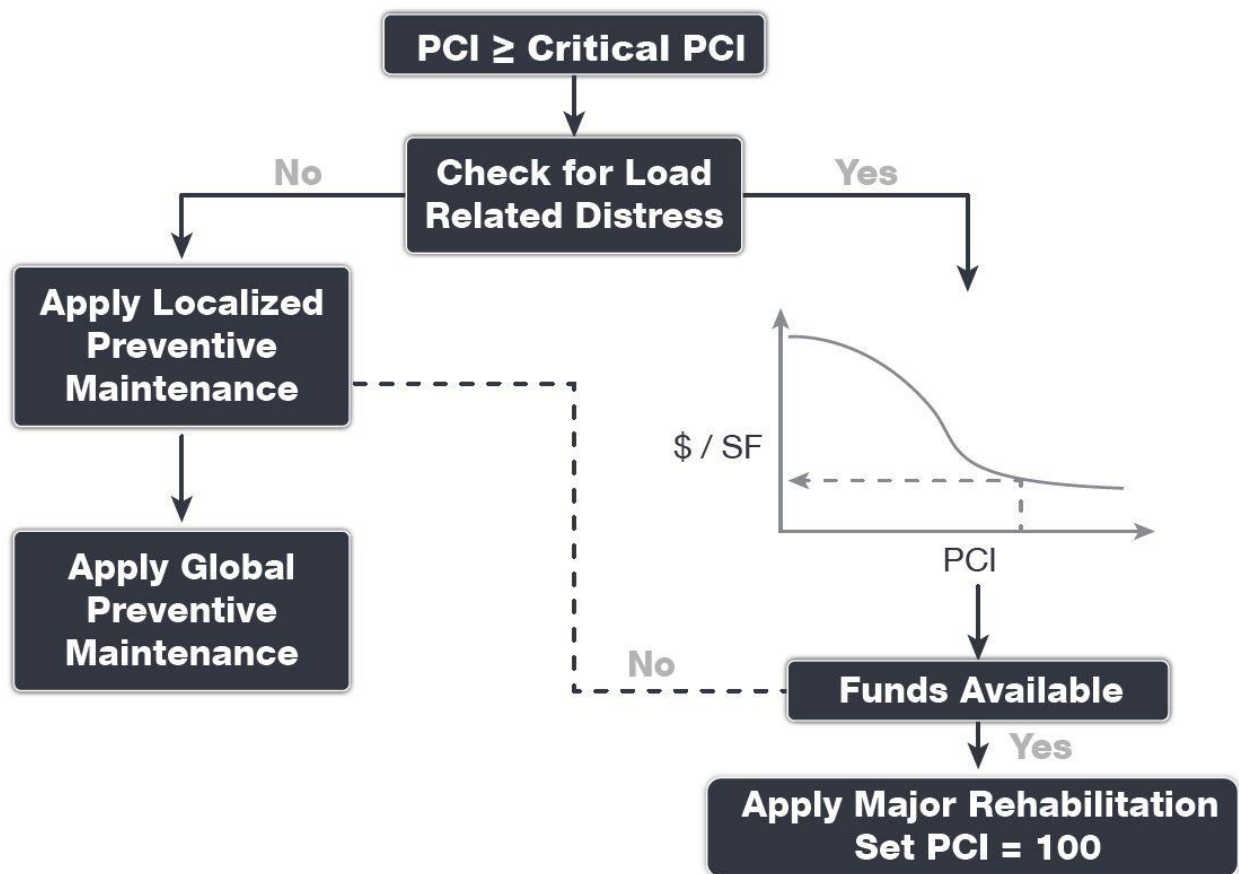 PCI ≥ Critical PCI
Check for Load
Related Distress
No
Yes
Apply Localized
Preventive
Maintenance
Apply Global
Preventive
Maintenance
$ / SF
PCI
No
Funds Available
Yes
Apply Major Rehabilitation
Set PCI = 100